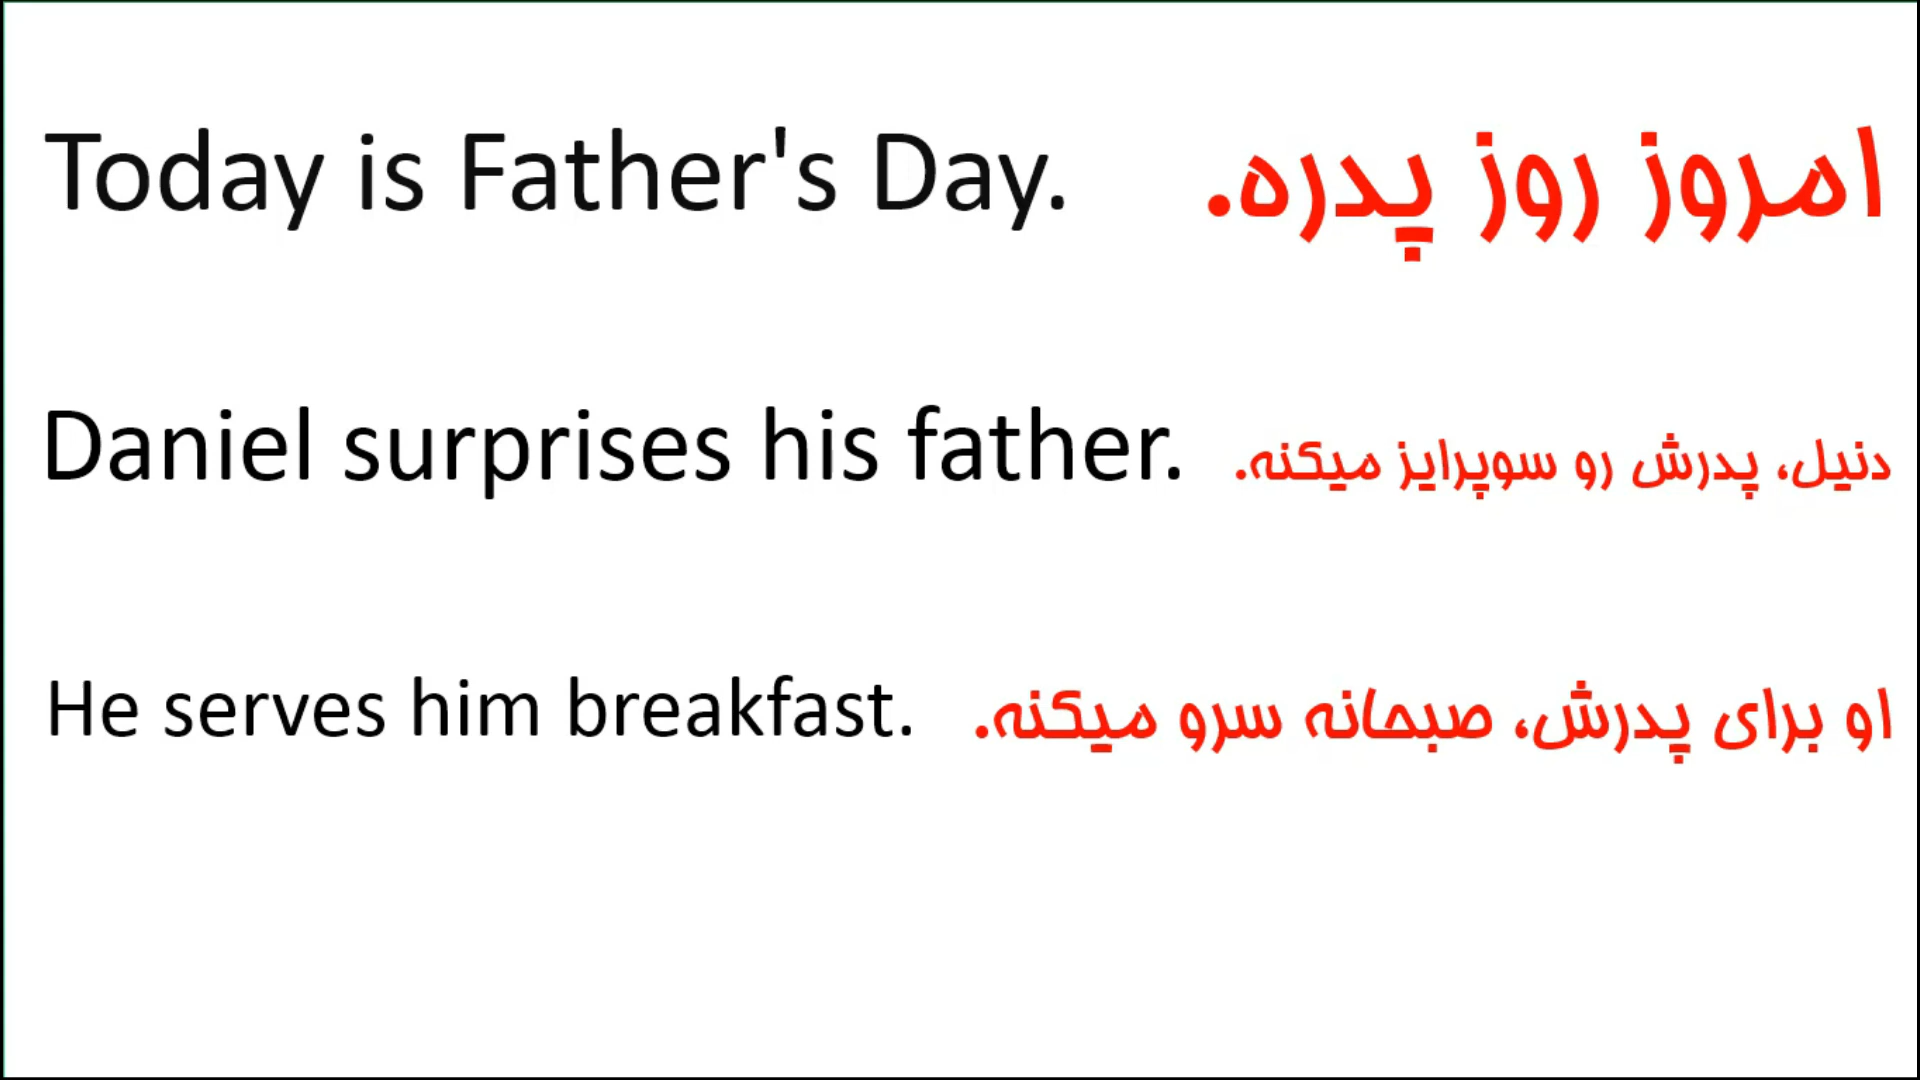 Today is Father's Day. امروز روز پدره.
Daniel surprises his father. دنیل، پدرش رو سوپرایز میکنه.
He serves him breakfast. او برای پدرش، صبحانه سرو میکنه.